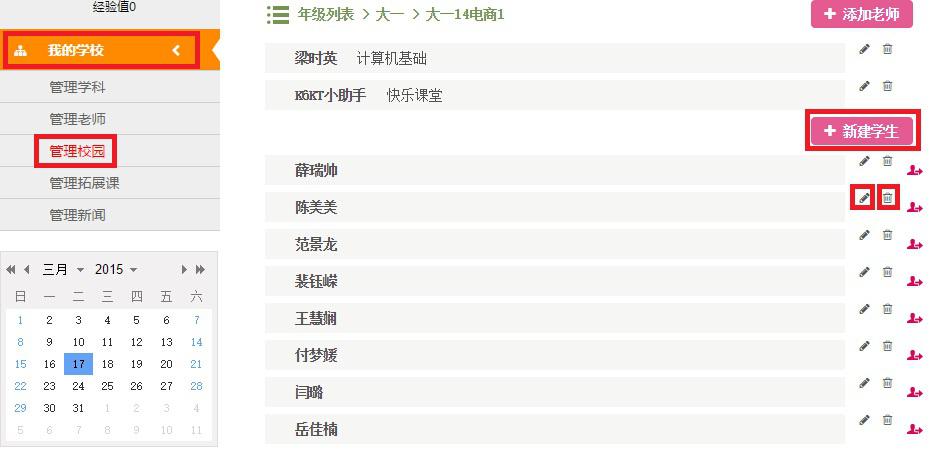 经验值0
我的学校
管理学科
管理老师
管理校园
管理拓展课
管理新闻
三月 2015
日 一 二 三 四 五 六
1 2 3 4 5 6 7
8 9 10 11 12 13 14
15 16 17 18 19 20 21
22 23 24 25 26 27 28
29 30 31 1 2 3 4
5 6 7 8 9 10 11
年级列表 > 大一 > 大一14电商1
+ 添加老师
梁时英 计算机基础
K6KT小助手 快乐课堂
+ 新建学生
薛瑞帅
陈美美
范景龙
裴钰嵘
王慧娴
付梦媛
闫璐
岳佳楠